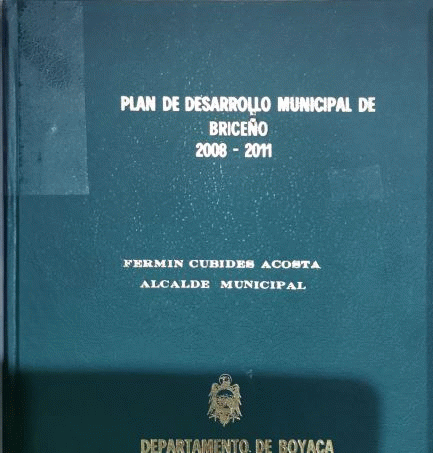 PLAN DE DESARROLLO MUNICIPAL DE
BRICEÑO
2008 - 2011
FERMIN CUBIDES ACOSTA
ALCALDE MUNICIPAL
DEPARTAMENTO DE BOYACA